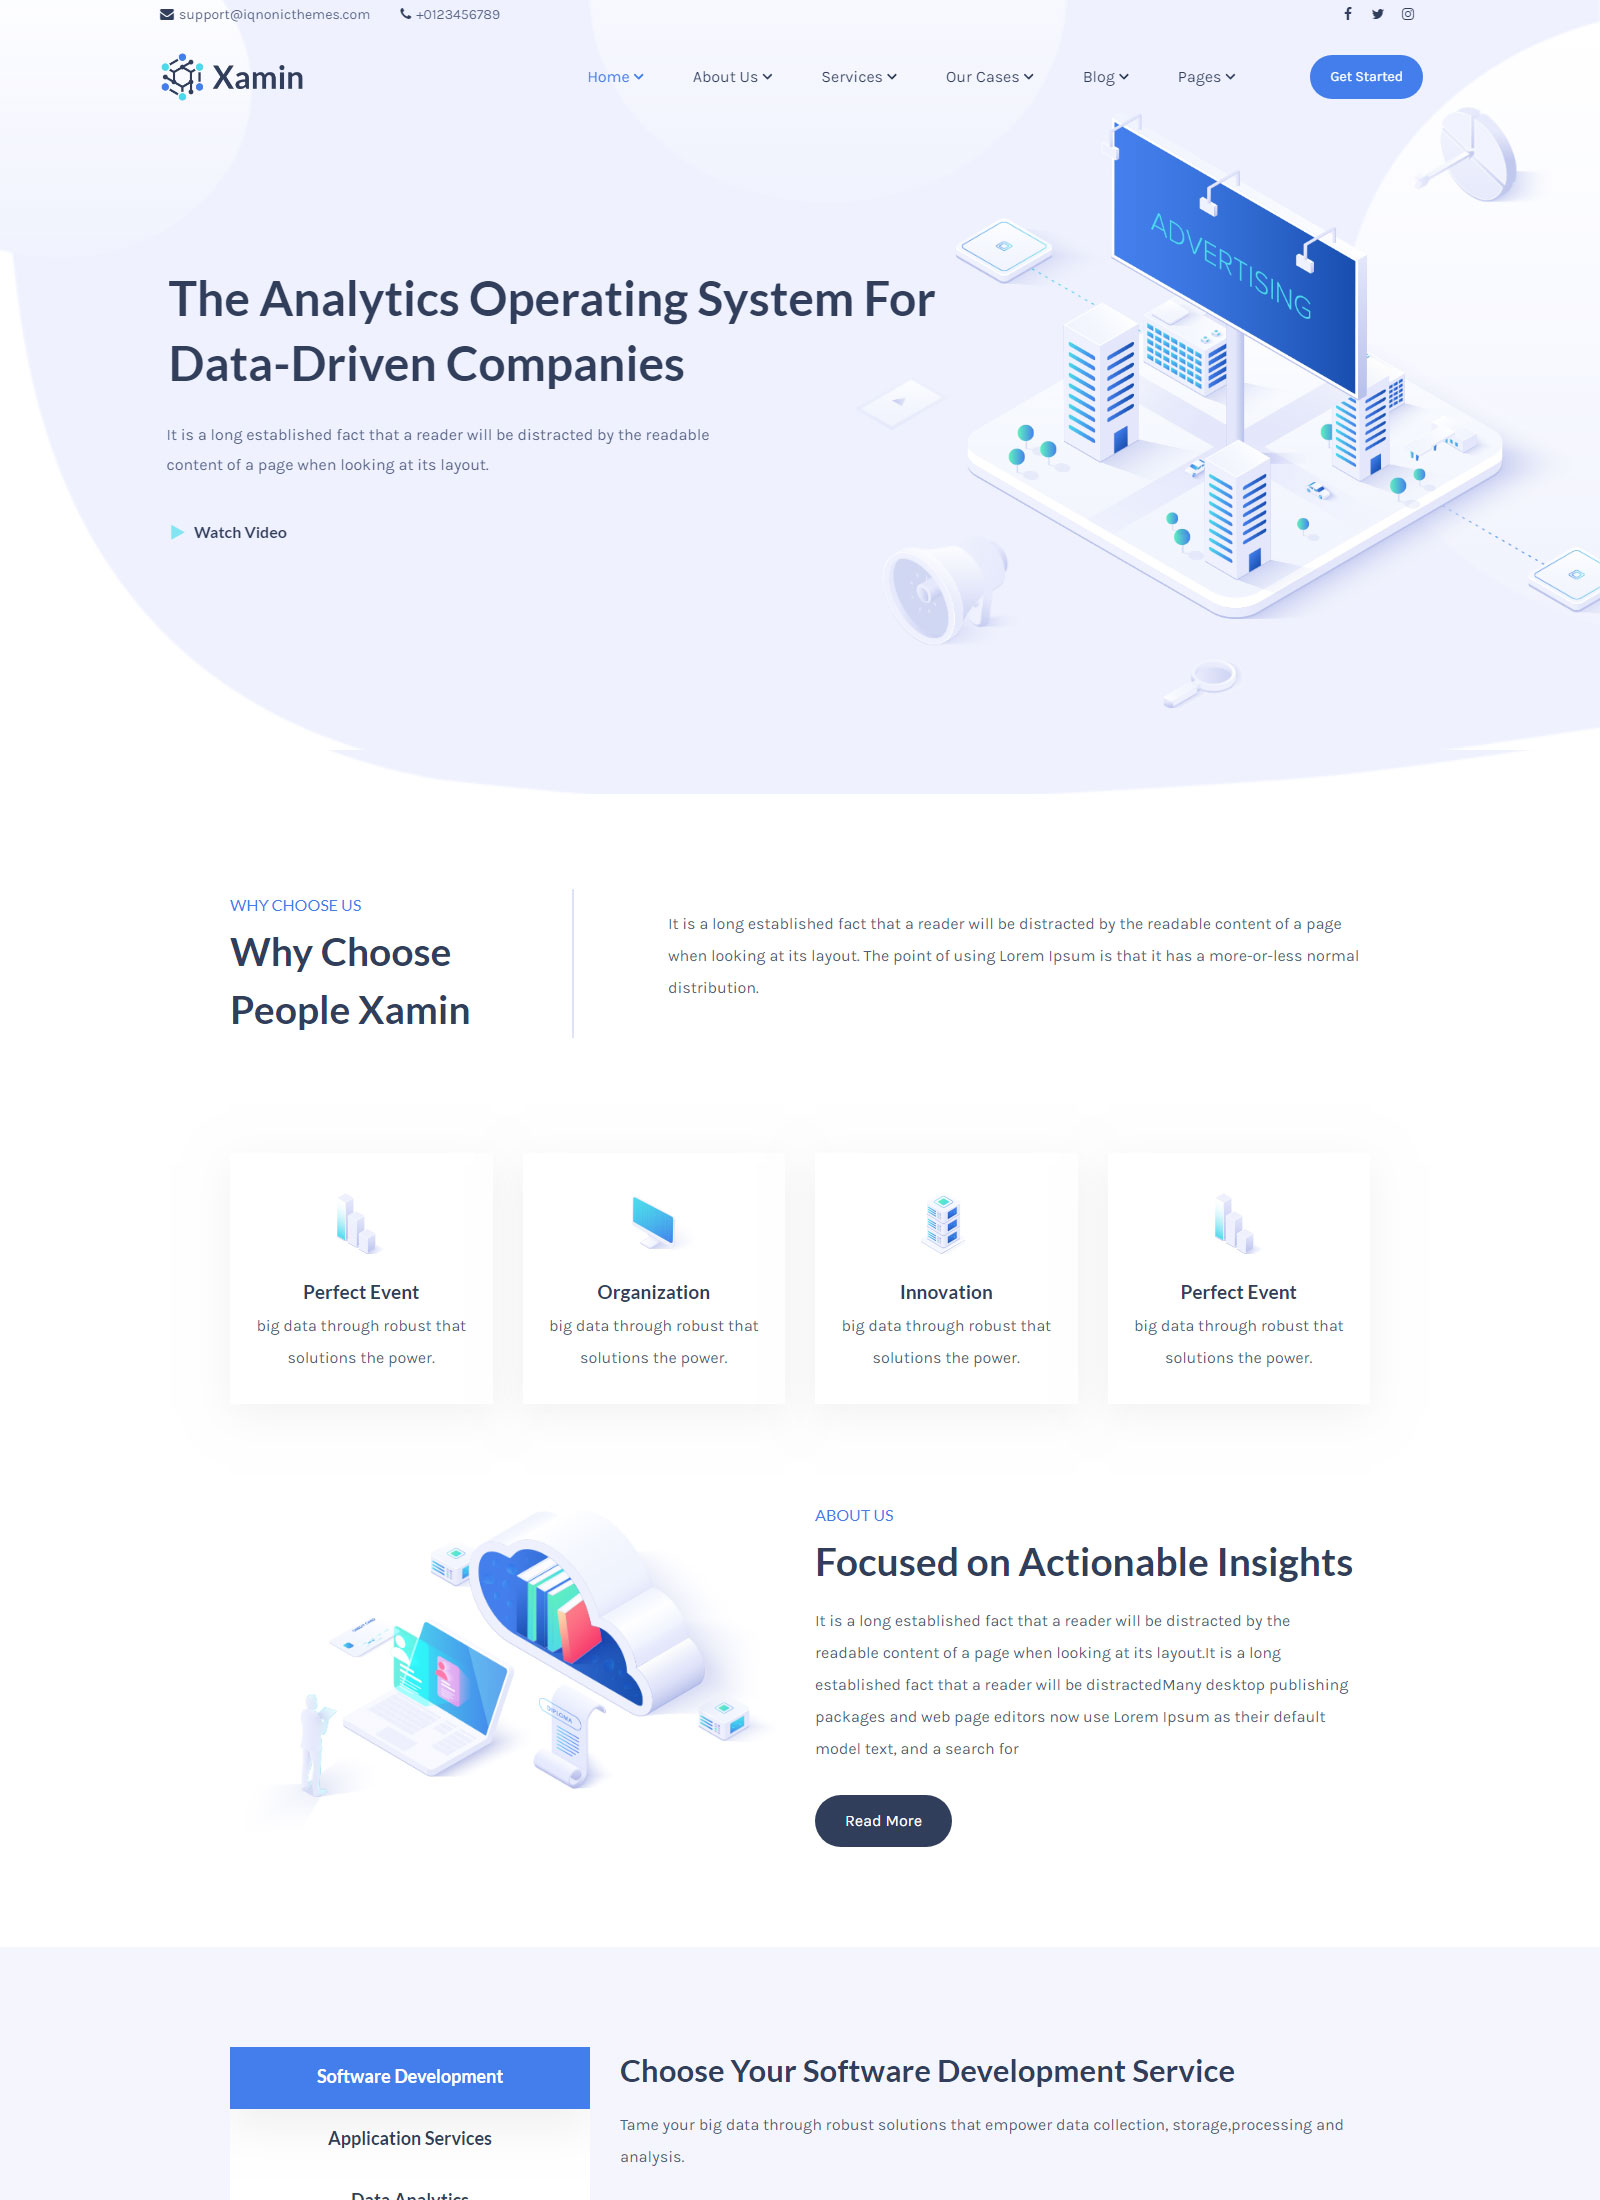 support@iqnonicthemes.com +0123456789
Xamin
Home About Us Services Our Cases Blog Pages Get Started
ADVERTISING
The Analytics Operating System For
Data-Driven Companies
It is a long established fact that a reader will be distracted by the readable
content of a page when looking at its layout.
Watch Video
WHY CHOOSE US
Why Choose
People Xamin
It is a long established fact that a reader will be distracted by the readable content of a page
when looking at its layout. The point of using Lorem Ipsum is that it has a more-or-less normal
distribution.
Perfect Event
big data through robust that
solutions the power.
Organization
big data through robust that
solutions the power.
Innovation
big data through robust that
solutions the power.
Perfect Event
big data through robust that
solutions the power.
DIPLOMA
ABOUT US
Focused on Actionable Insights
It is a long established fact that a reader will be distracted by the
readable content of a page when looking at its layout.It is a long
established fact that a reader will be distractedMany desktop publishing
packages and web page editors now use Lorem Ipsum as their default
model text, and a search for
Read More
Software Development
Application Services
Data Analytics
Choose Your Software Development Service
Tame your big data through robust solutions that empower data collection, storage,processing and
analysis.